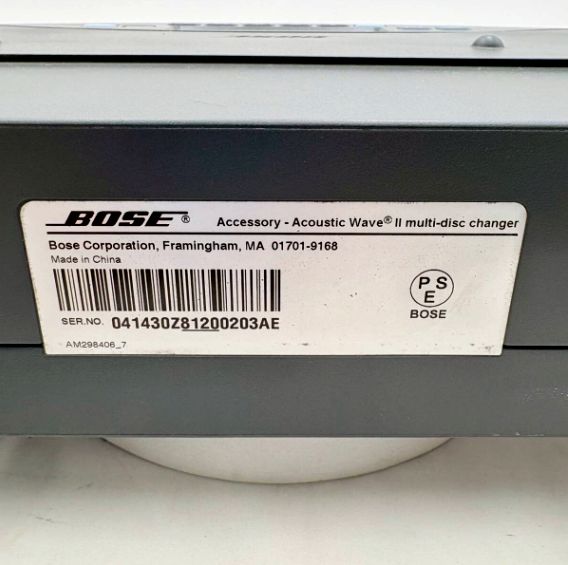 BOSE® Accessory - Acoustic Wave® II multi-disc changer
Bose Corporation, Framingham, MA 01701-9168
Made in China
SER.NO. 041430Z81200203AE
AM298406_7
PSE
BOSE